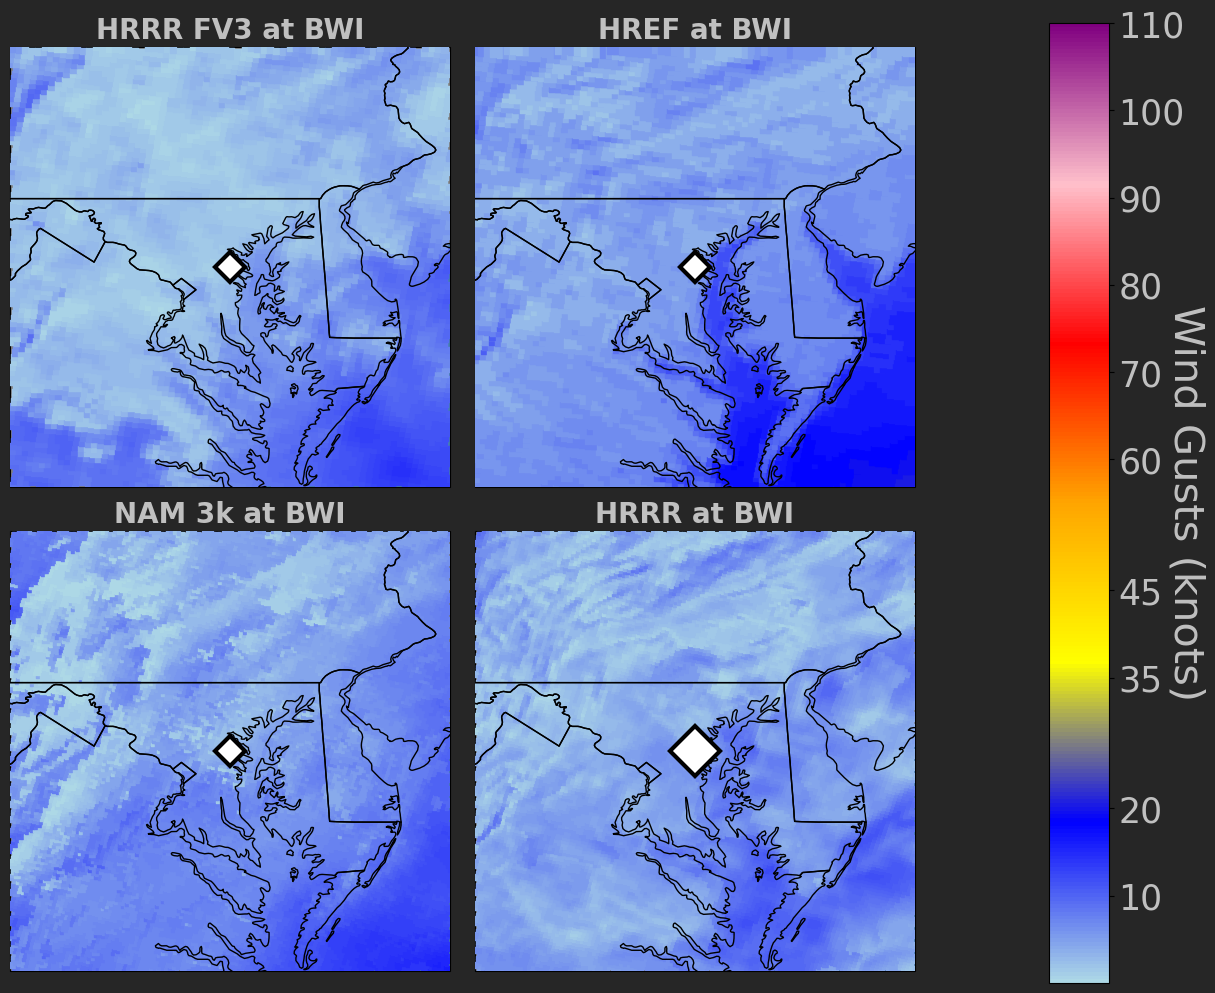 HRRR FV3 at BWI
HREF at BWI
NAM 3k at BWI
HRRR at BWI
110
100
90
80
70
60
45
35
20
10
Wind Gusts (knots)